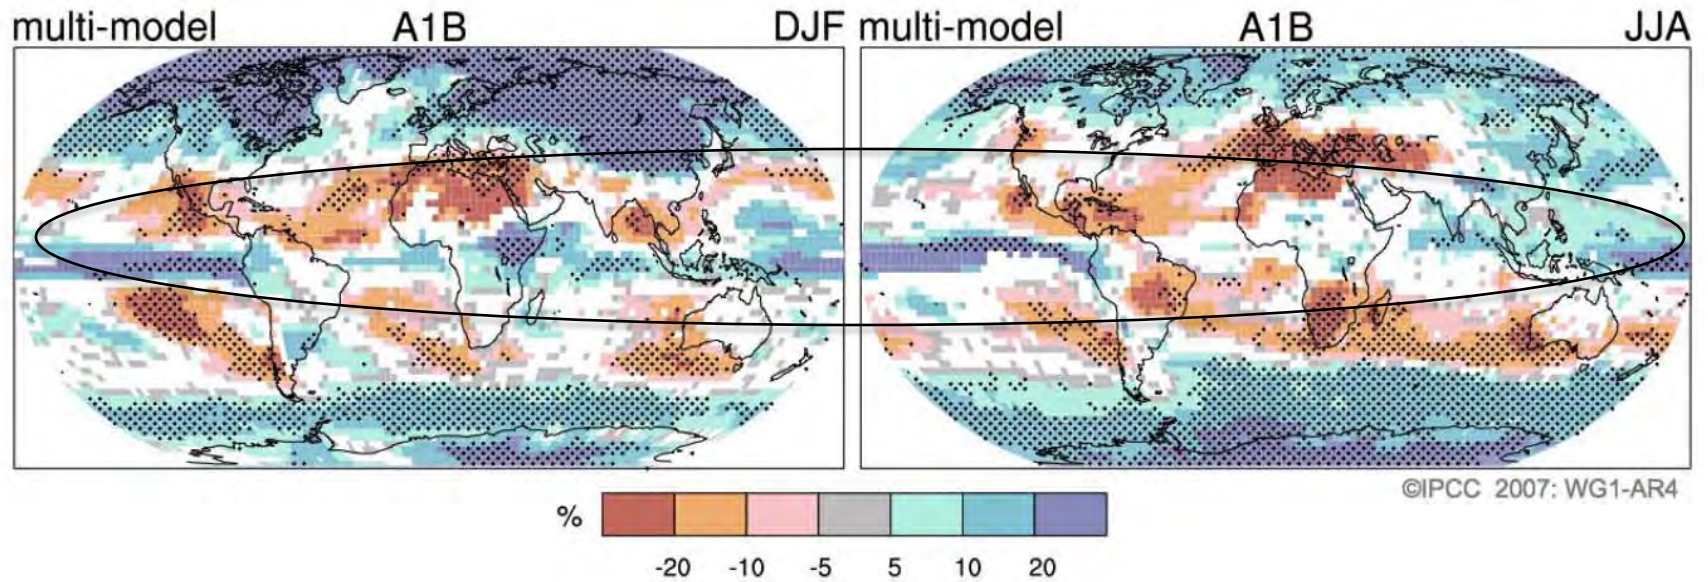 multi-model A1B DJF multi-model A1B JJA
©IPCC 2007: WG1-AR4
%
-20 -10 -5 5 10 20